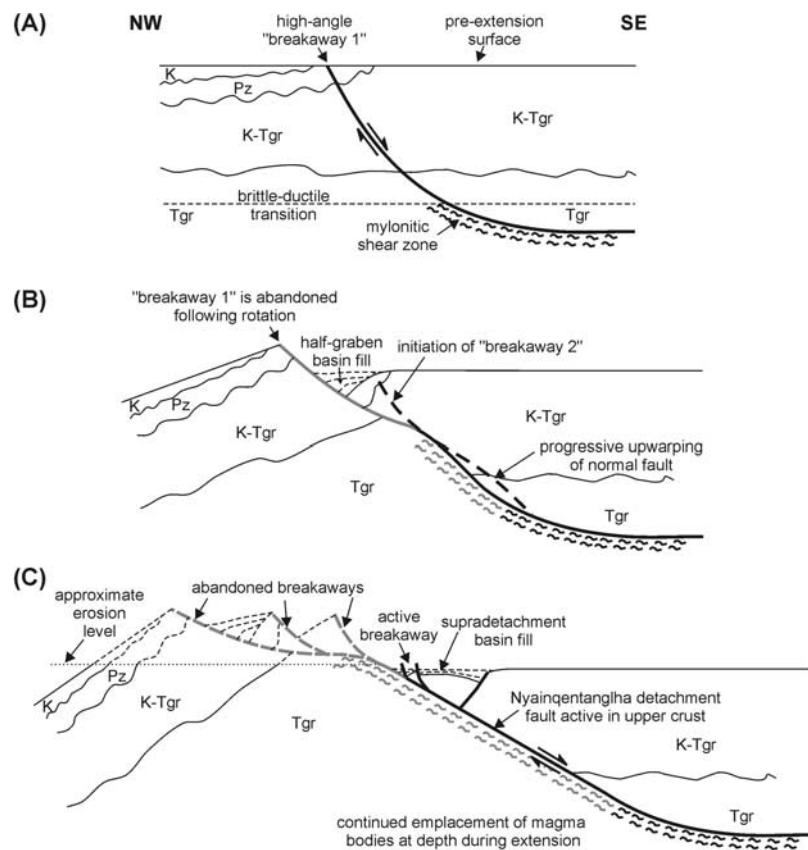 (A)
NW
high-angle
"breakaway 1"
pre-extension
surface
SE
K
Pz
K-Tgr
K-Tgr
brittle-ductile
transition
Tgr
Tgr
mylonitic
shear zone
(B)
"breakaway 1" is abandoned
following rotation
half-graben
basin fill
initiation of "breakaway 2"
K
Pz
K-Tgr
K-Tgr
progressive upwarping
of normal fault
Tgr
Tgr
(C)
approximate
erosion
level
abandoned breakaways
active
breakaway
supradetachment
basin fill
K
Pz
K-Tgr
Tgr
Nyainqentanglha detachment
fault active in upper crust
K-Tgr
Tgr
continued emplacement of magma
bodies at depth during extension